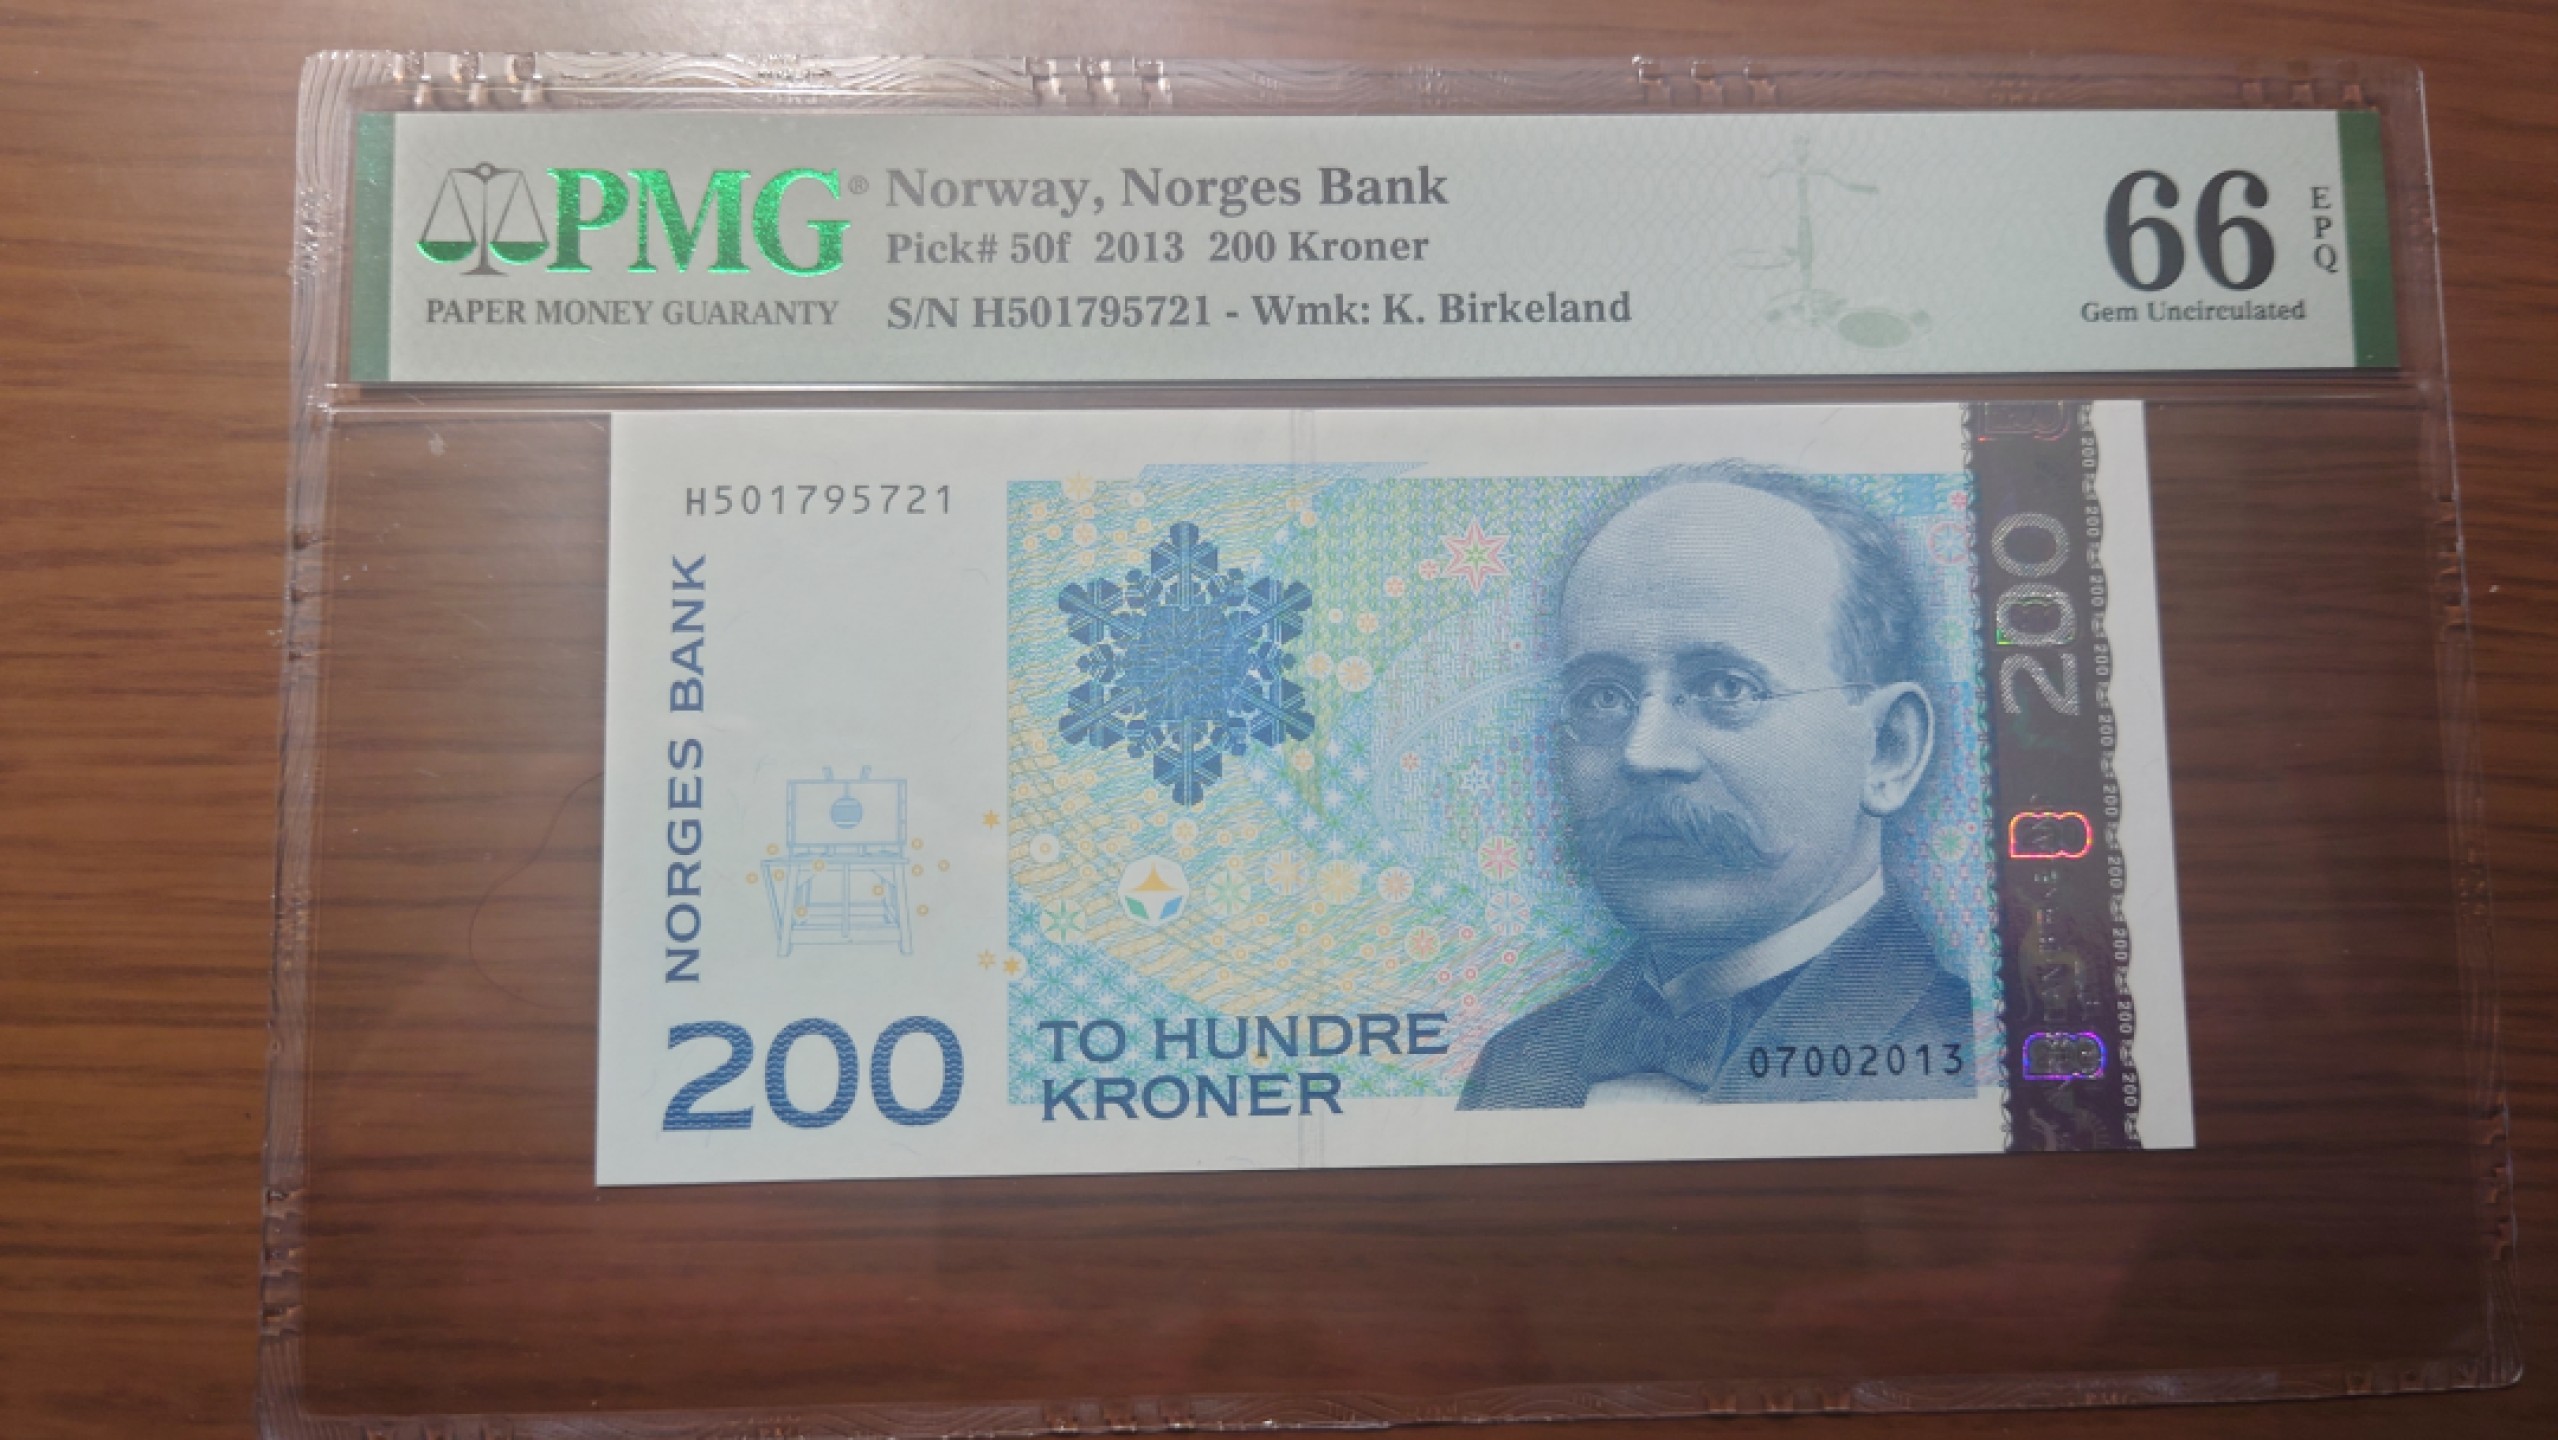 PMG®
PAPER MONEY GUARANTY
Norway, Norges Bank
Pick# 50f 2013 200 Kroner
S/N H501795721 - Wmk: K. Birkeland
66
EPQ
Gem Uncirculated
H501795721
NORGES BANK
200
TO HUNDRE
KRONER
07002013
200